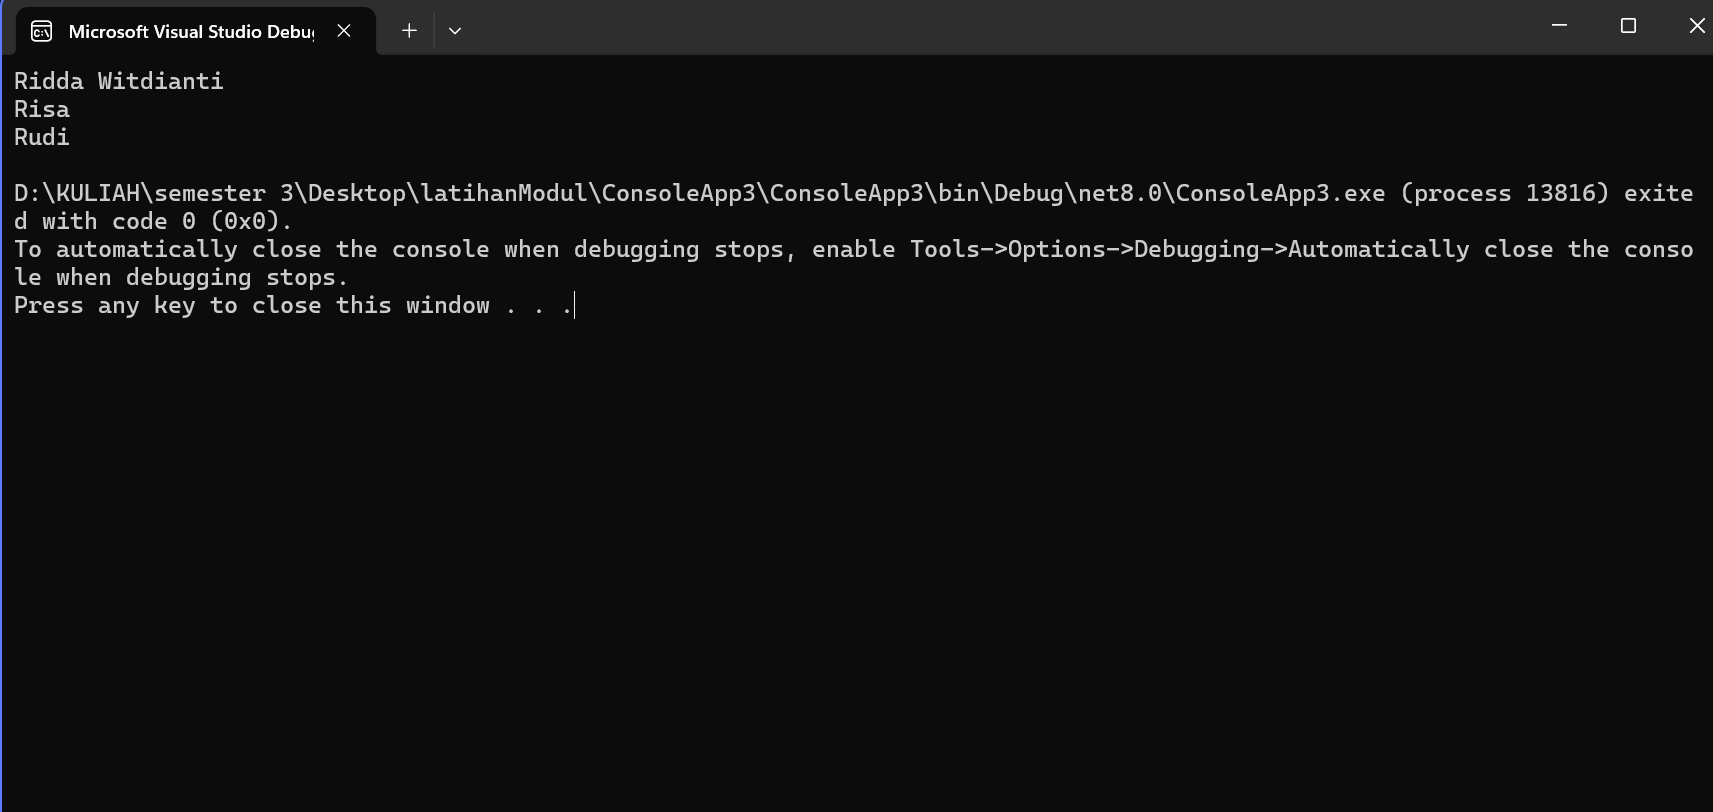 Microsoft Visual Studio Debu
Ridda Witdianti
Risa
Rudi
D:\KULIAH\semester 3\Desktop\latihanModul\ConsoleApp3\ConsoleApp3\bin\Debug\net8.0\ConsoleApp3.exe (process 13816) exite
d with code 0 (0x0).
To automatically close the console when debugging stops, enable Tools->Options->Debugging->Automatically close the conso
le when debugging stops.
Press any key to close this window . . .